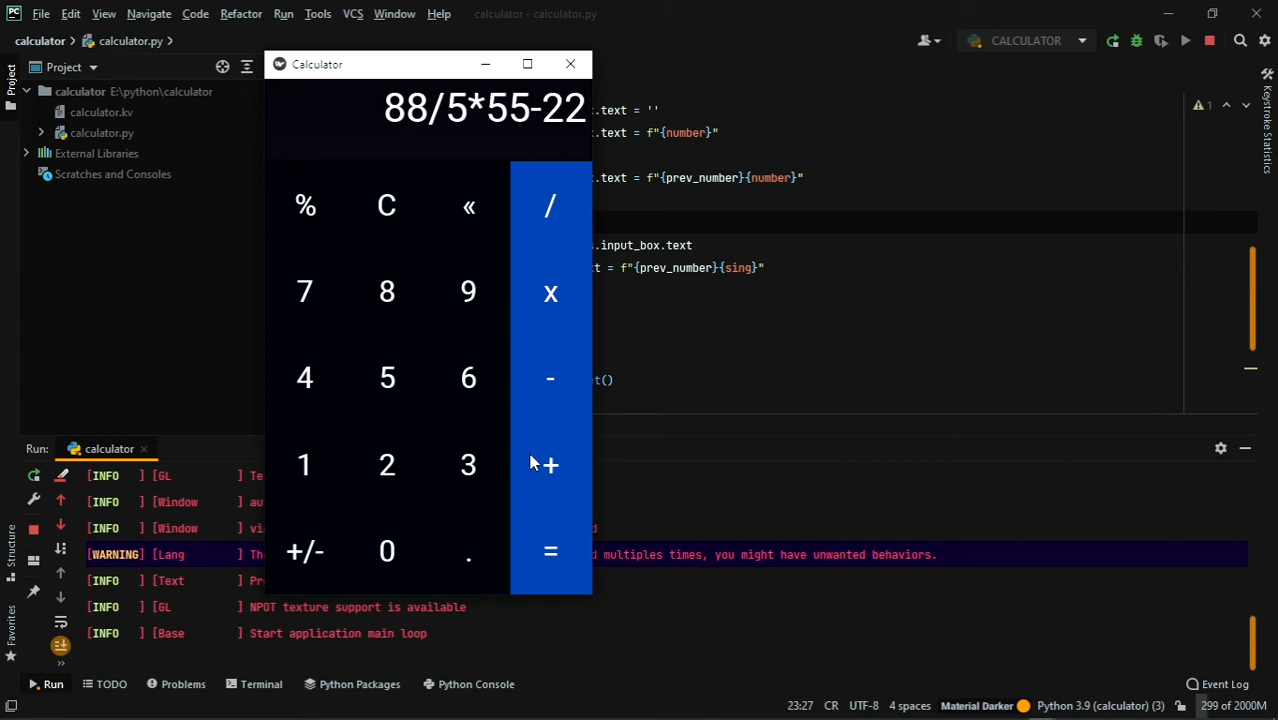 PC File Edit View Navigate Code Refactor Run Tools VCS Window Help calculator - calculator.py
calculator calculator.py CALCULATOR
Project
Project
calculator E:\python\calculator
calculator.kv
calculator.py
External Libraries
Scratches and Consoles
Calculator
88/5*55-22
% C « /
7 8 9 x
4 5 6 -
1 2 3 +
+/- 0 . =
.text = ''
.text = f"{number}"
.text = f"{prev_number}{number}"
s.input_box.text
xt = f"{prev_number}{sing}"
et()
1
Keystroke Statistics
Run: calculator
[INFO ] [GL ] Te
[INFO ] [Window ] au
[INFO ] [Window ] vi d
[WARNING] [Lang ] Th d multiples times, you might have unwanted behaviors.
[INFO ] [Text ] Pr
[INFO ] [GL ] NPOT texture support is available
[INFO ] [Base ] Start application main loop
Structure
Favorites
Run TODO Problems Terminal Python Packages Python Console Event Log
23:27 CR UTF-8 4 spaces Material Darker Python 3.9 (calculator) (3) 299 of 2000M